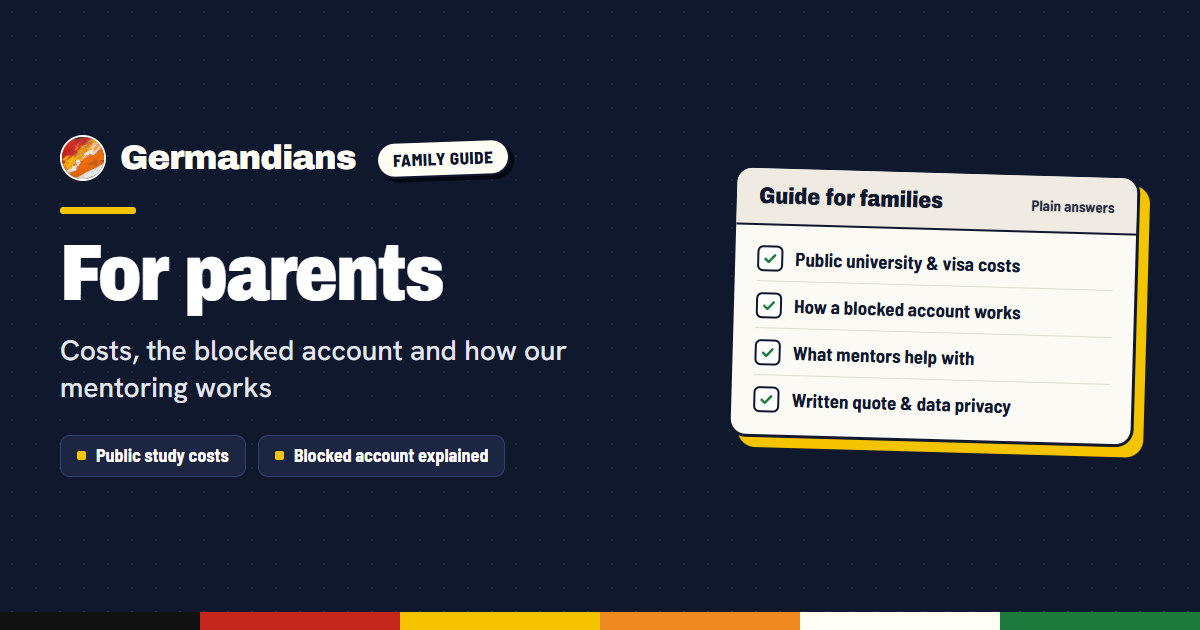 Germandians
FAMILY GUIDE
For parents
Costs, the blocked account and how our
mentoring works
Public study costs
Blocked account explained
Guide for families
Plain answers
Public university & visa costs
How a blocked account works
What mentors help with
Written quote & data privacy